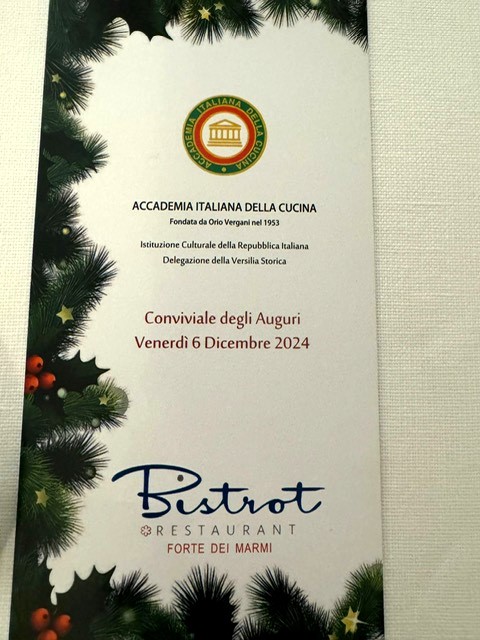 ACCADEMIA ITALIANA DELLA CUCINA
ACCADEMIA ITALIANA DELLA CUCINA
Fondata da Orio Vergani nel 1953
Istituzione Culturale della Repubblica Italiana
Delegazione della Versilia Storica
Conviviale degli Auguri
Venerdì 6 Dicembre 2024
Bistrot
RESTAURANT
FORTE DEI MARMI